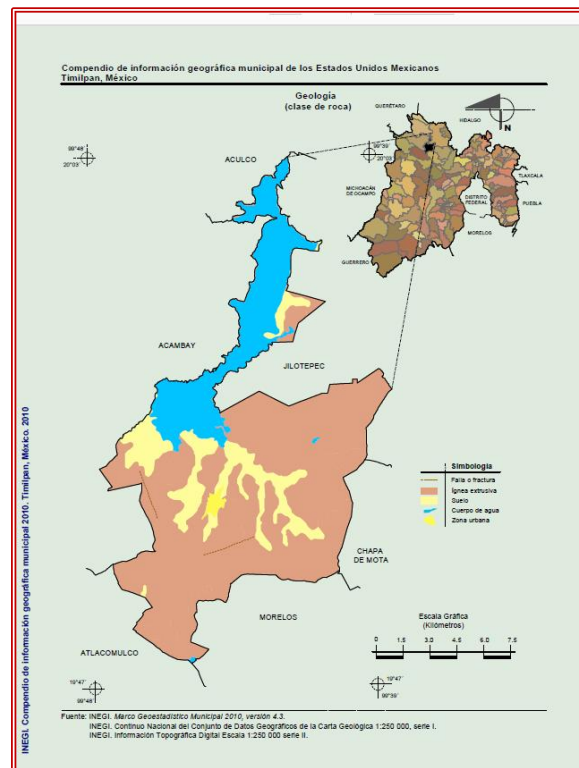 Compendio de información geográfica municipal de los Estados Unidos Mexicanos
Timilpan, México
Geología
(clase de roca)
QUERÉTARO
HIDALGO
N
99°48'
20°03'
99°39'
20°03'
ACULCO
TLAXCALA
MICHOACÁN
DE OCAMPO
DISTRITO
FEDERAL
PUEBLA
MORELOS
GUERRERO
ACAMBAY
JILOTEPEC
Simbología
Falla o fractura
Ígnea extrusiva
Suelo
Cuerpo de agua
Zona urbana
CHAPA
DE MOTA
MORELOS
ATLACOMULCO
Escala Gráfica
(Kilómetros)
0 1.5 3.0 4.5 6.0 7.5
19°47'
99°48'
19°47'
99°39'
Fuente: INEGI. Marco Geoestadístico Municipal 2010, versión 4.3.
INEGI. Continuo Nacional del Conjunto de Datos Geográficos de la Carta Geológica 1:250 000, serie I.
INEGI. Información Topográfica Digital Escala 1:250 000 serie II.
INEGI. Compendio de información geográfica municipal 2010. Timilpan, México. 2010